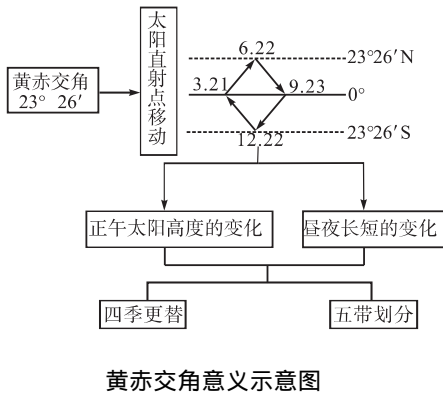 黄赤交角
23° 26′
太阳直射点移动
6.22
23°26′N
3.21
9.23
0°
12.22
23°26′S
正午太阳高度的变化
昼夜长短的变化
四季更替
五带划分
黄赤交角意义示意图